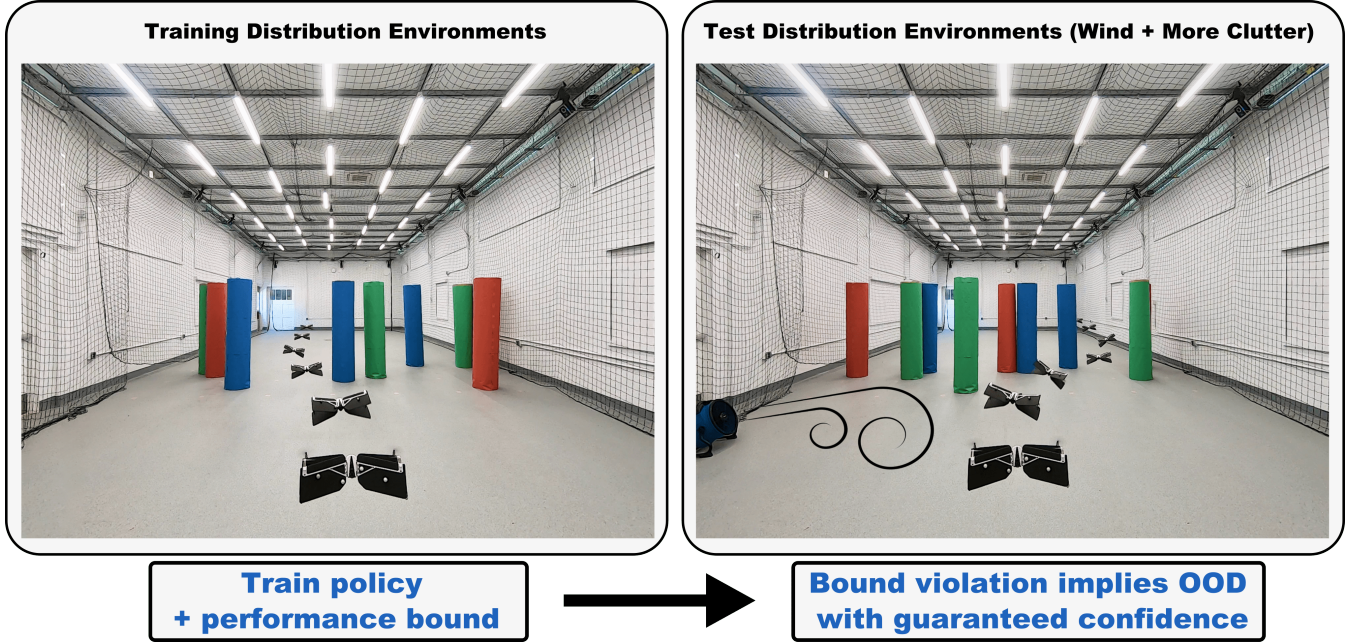 Training Distribution Environments
Test Distribution Environments (Wind + More Clutter)
Train policy
+ performance bound
Bound violation implies OOD
with guaranteed confidence